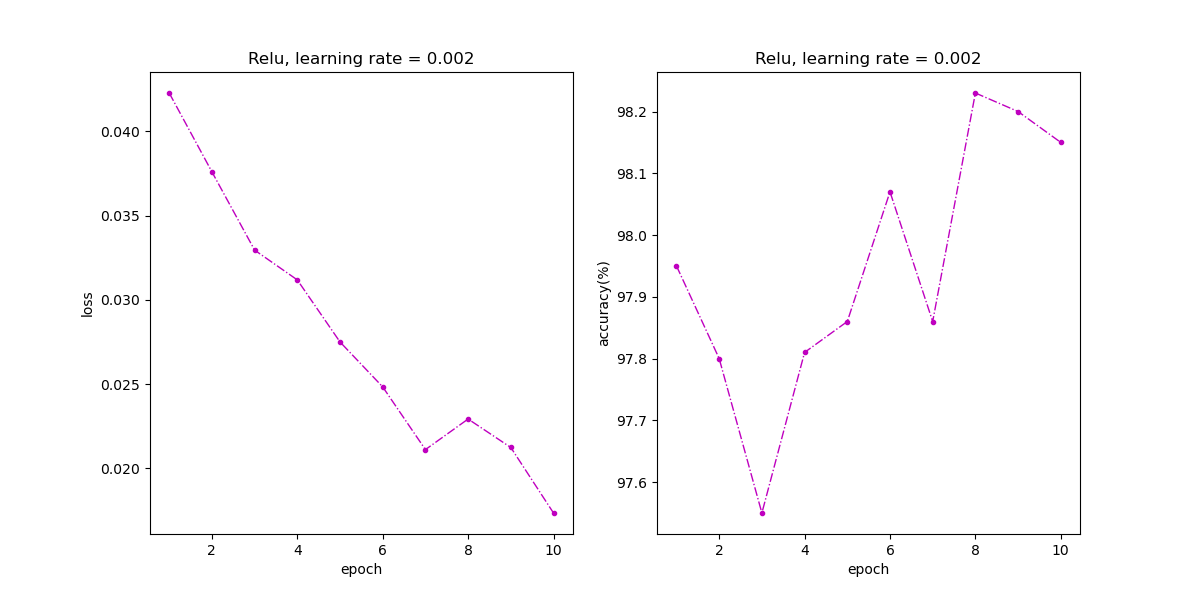 Relu, learning rate = 0.002
0.040
0.035
0.030
0.025
0.020
loss
2 4 6 8 10
epoch
Relu, learning rate = 0.002
98.2
98.1
98.0
97.9
97.8
97.7
97.6
accuracy(%)
2 4 6 8 10
epoch